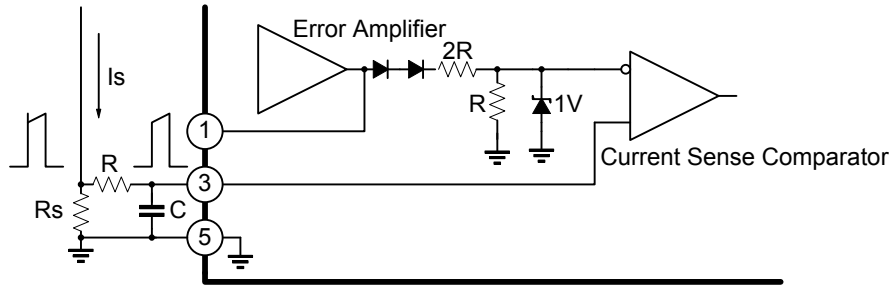 Error Amplifier
2R
Is
R
1V
1
Current Sense Comparator
R
3
Rs
C
5